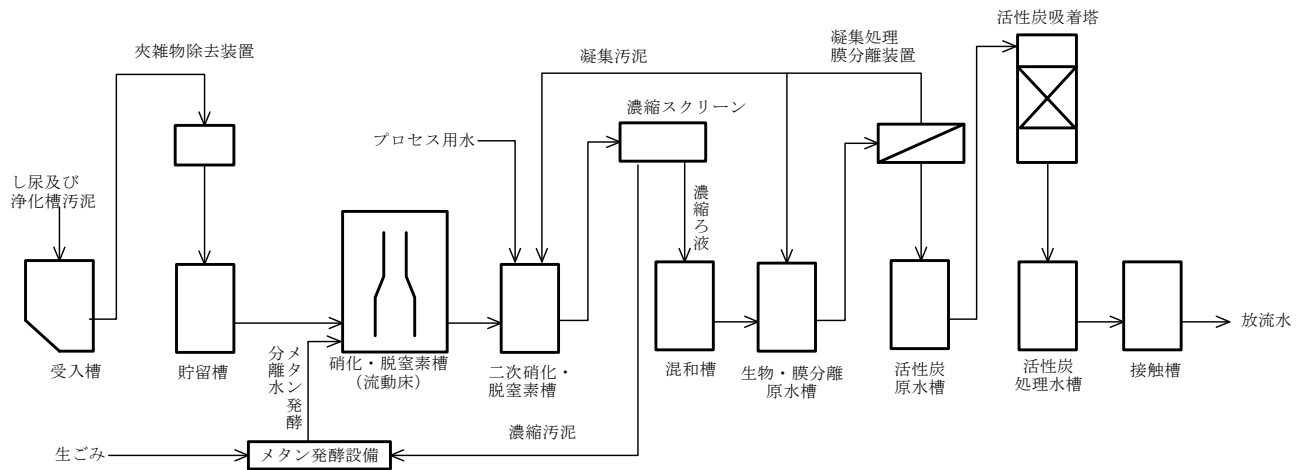 活性炭吸着塔
夾雑物除去装置
凝集汚泥
凝集処理
膜分離装置
濃縮スクリーン
プロセス用水
し尿及び
浄化槽汚泥
濃縮ろ液
放流水
受入槽
貯留槽
メタン発酵
分離水
硝化・脱窒素槽
（流動床）
二次硝化・
脱窒素槽
混和槽
生物・膜分離
原水槽
活性炭
原水槽
活性炭
処理水槽
接触槽
濃縮汚泥
生ごみ
メタン発酵設備